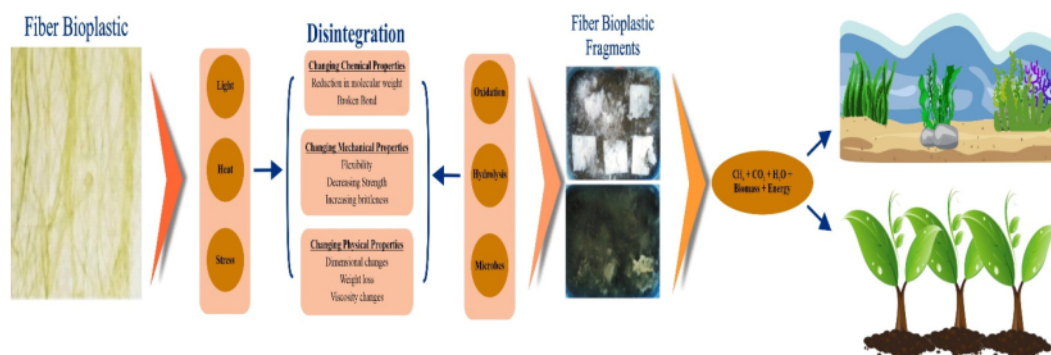 Fiber Bioplastic
Light
Heat
Stress
Disintegration
Changing Chemical Properties
Reduction in molecular weight
Broken Bond
Changing Mechanical Properties
Flexibility
Decreasing Strength
Increasing brittleness
Changing Physical Properties
Dimensional changes
Weight loss
Viscosity changes
Oxidation
Hydrolysis
Microbes
Fiber Bioplastic
Fragments
CH₄ + CO₂ + H₂O +
Biomass + Energy